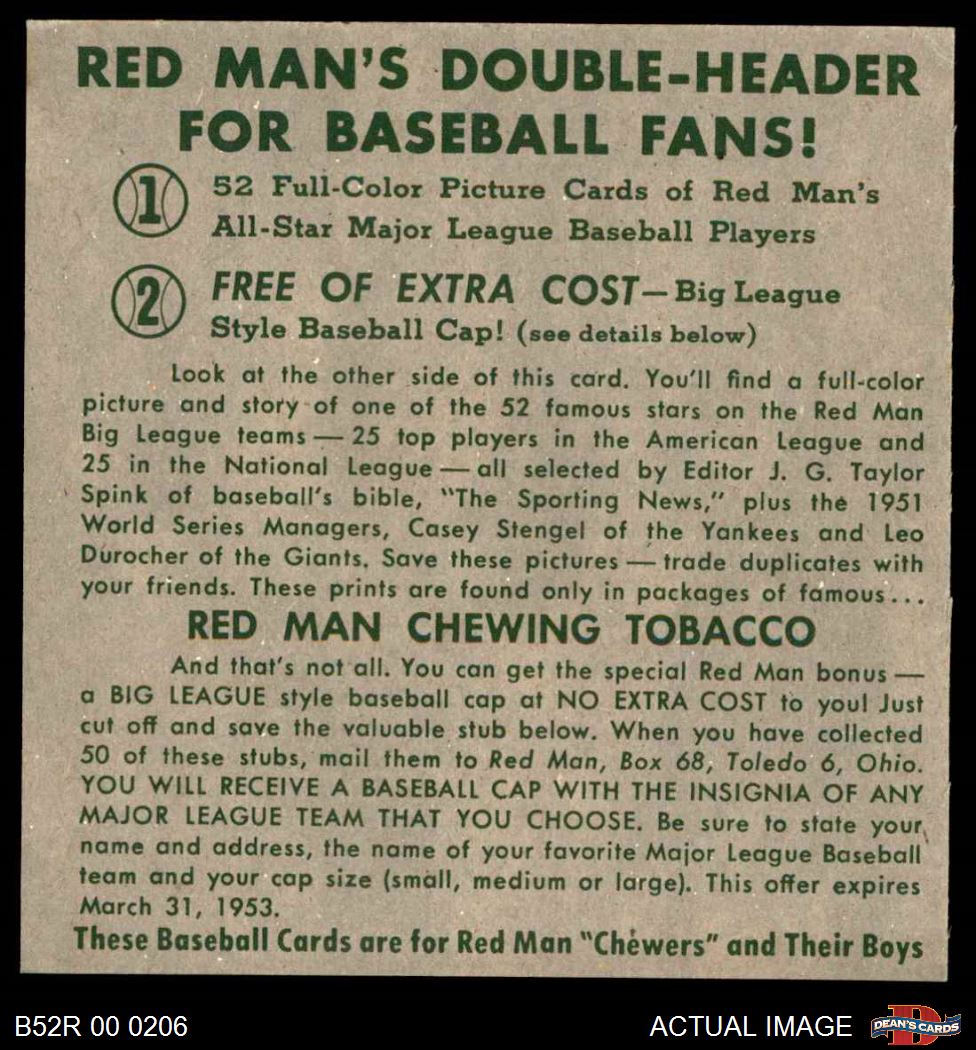 RED MAN'S DOUBLE-HEADER
FOR BASEBALL FANS!
1 52 Full-Color Picture Cards of Red Man's
All-Star Major League Baseball Players
2 FREE OF EXTRA COST—Big League
Style Baseball Cap! (see details below)
Look at the other side of this card. You'll find a full-color
picture and story of one of the 52 famous stars on the Red Man
Big League teams — 25 top players in the American League and
25 in the National League — all selected by Editor J. G. Taylor
Spink of baseball's bible, "The Sporting News," plus the 1951
World Series Managers, Casey Stengel of the Yankees and Leo
Durocher of the Giants. Save these pictures — trade duplicates with
your friends. These prints are found only in packages of famous...
RED MAN CHEWING TOBACCO
And that's not all. You can get the special Red Man bonus —
a BIG LEAGUE style baseball cap at NO EXTRA COST to you! Just
cut off and save the valuable stub below. When you have collected
50 of these stubs, mail them to Red Man, Box 68, Toledo 6, Ohio.
YOU WILL RECEIVE A BASEBALL CAP WITH THE INSIGNIA OF ANY
MAJOR LEAGUE TEAM THAT YOU CHOOSE. Be sure to state your
name and address, the name of your favorite Major League Baseball
team and your cap size (small, medium or large). This offer expires
March 31, 1953.
These Baseball Cards are for Red Man "Chewers" and Their Boys
B52R 00 0206 ACTUAL IMAGE D DEAN'S CARDS